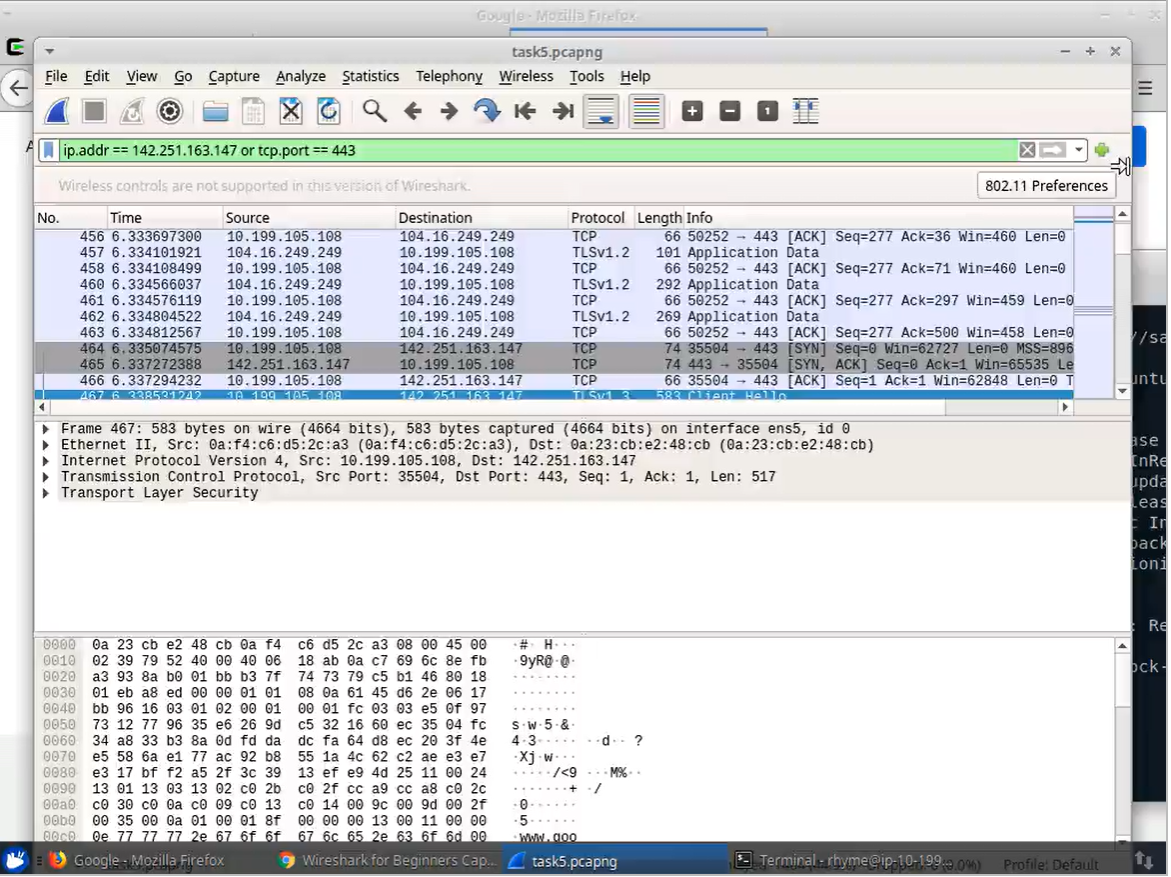 Google - Mozilla Firefox
task5.pcapng
File Edit View Go Capture Analyze Statistics Telephony Wireless Tools Help
ip.addr == 142.251.163.147 or tcp.port == 443
Wireless controls are not supported in this version of Wireshark.
802.11 Preferences
No. Time Source Destination Protocol Length Info
456 6.333697300 10.199.105.108 104.16.249.249 TCP 66 50252 → 443 [ACK] Seq=277 Ack=36 Win=460 Len=0
457 6.334101921 104.16.249.249 10.199.105.108 TLSv1.2 101 Application Data
458 6.334108499 10.199.105.108 104.16.249.249 TCP 66 50252 → 443 [ACK] Seq=277 Ack=71 Win=460 Len=0
460 6.334566037 104.16.249.249 10.199.105.108 TLSv1.2 292 Application Data
461 6.334576119 10.199.105.108 104.16.249.249 TCP 66 50252 → 443 [ACK] Seq=277 Ack=297 Win=459 Len=0
462 6.334804522 104.16.249.249 10.199.105.108 TLSv1.2 269 Application Data
463 6.334812567 10.199.105.108 104.16.249.249 TCP 66 50252 → 443 [ACK] Seq=277 Ack=500 Win=458 Len=0
464 6.335074575 10.199.105.108 142.251.163.147 TCP 74 35504 → 443 [SYN] Seq=0 Win=62727 Len=0 MSS=896
465 6.337272388 142.251.163.147 10.199.105.108 TCP 74 443 → 35504 [SYN, ACK] Seq=0 Ack=1 Win=65535 Le
466 6.337294232 10.199.105.108 142.251.163.147 TCP 66 35504 → 443 [ACK] Seq=1 Ack=1 Win=62848 Len=0 T
467 6.338531242 10.199.105.108 142.251.163.147 TLSv1.3 583 Client Hello
Frame 467: 583 bytes on wire (4664 bits), 583 bytes captured (4664 bits) on interface ens5, id 0
Ethernet II, Src: 0a:f4:c6:d5:2c:a3 (0a:f4:c6:d5:2c:a3), Dst: 0a:23:cb:e2:48:cb (0a:23:cb:e2:48:cb)
Internet Protocol Version 4, Src: 10.199.105.108, Dst: 142.251.163.147
Transmission Control Protocol, Src Port: 35504, Dst Port: 443, Seq: 1, Ack: 1, Len: 517
Transport Layer Security
0000 0a 23 cb e2 48 cb 0a f4 c6 d5 2c a3 08 00 45 00 ·# H· ··
0010 02 39 79 52 40 00 40 06 18 ab 0a c7 69 6c 8e fb ·9yR@ @·
0020 a3 93 8a b0 01 bb b3 7f 74 73 79 c5 b1 46 80 18 ········
0030 01 eb a8 ed 00 00 01 01 08 0a 61 45 d6 2e 06 17 ········
0040 bb 96 16 03 01 02 00 01 00 01 fc 03 03 e5 0f 97 ········
0050 73 12 77 96 35 e6 26 9d c5 32 16 60 ec 35 04 fc s·w·5·&·
0060 34 a8 33 b3 8a 0d fd da dc fa 64 d8 ec 20 3f 4e 4·3····· ··d·· ?
0070 e5 58 6a e1 77 ac 92 b8 55 1a 4c 62 c2 ae e3 e7 ·Xj·w···
0080 e3 17 bf f2 a5 2f 3c 39 13 ef e9 4d 25 11 00 24 ·····/<9 ···M%··
0090 13 01 13 03 13 02 c0 2b c0 2f cc a9 cc a8 c0 2c ·······+ ·/
00a0 c0 30 c0 0a c0 09 c0 13 c0 14 00 9c 00 9d 00 2f ·0······
00b0 00 35 00 0a 01 00 01 8f 00 00 00 13 00 11 00 00 ·5······
00c0 0e 77 77 77 2e 67 6f 6f 67 6c 65 2e 63 6f 6d 00 ·www.goo
Google - Mozilla Firefox Wireshark for Beginners Cap... task5.pcapng Terminal - rhyme@ip-10-199... Profile: Default